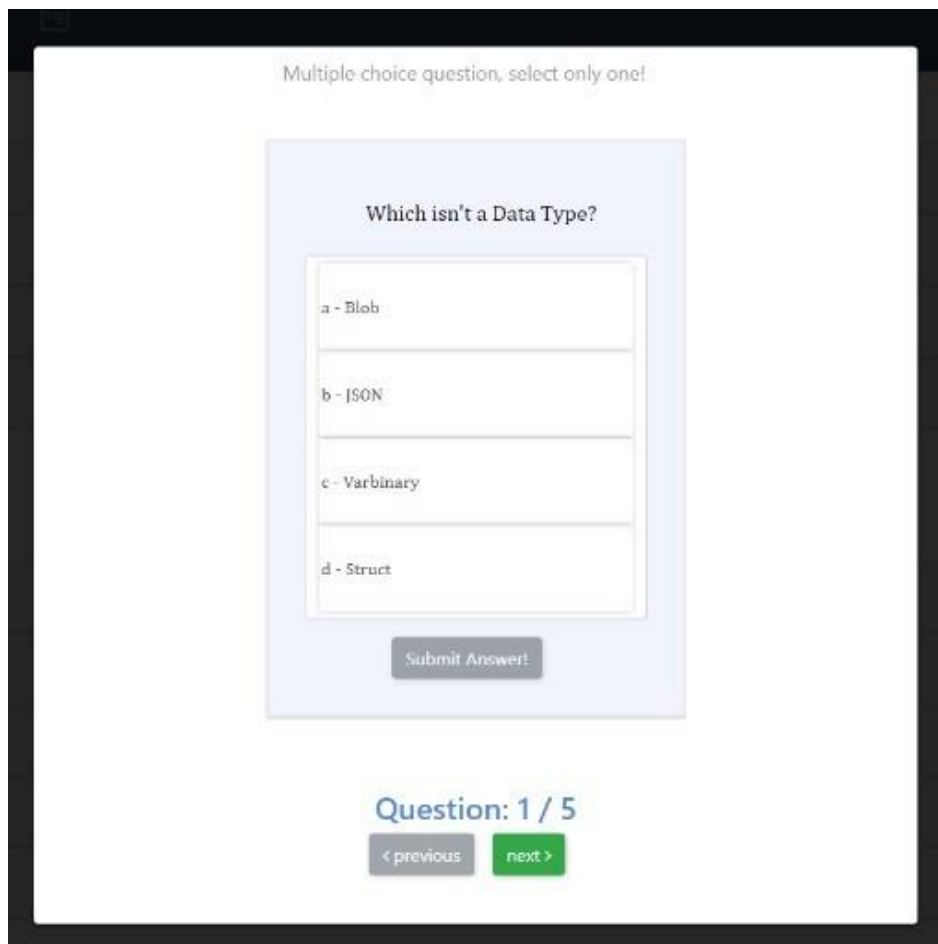 Multiple choice question, select only one!
Which isn't a Data Type?
a - Blob
b - JSON
c - Varbinary
d - Struct
Submit Answer!
Question: 1 / 5
< previous
next >